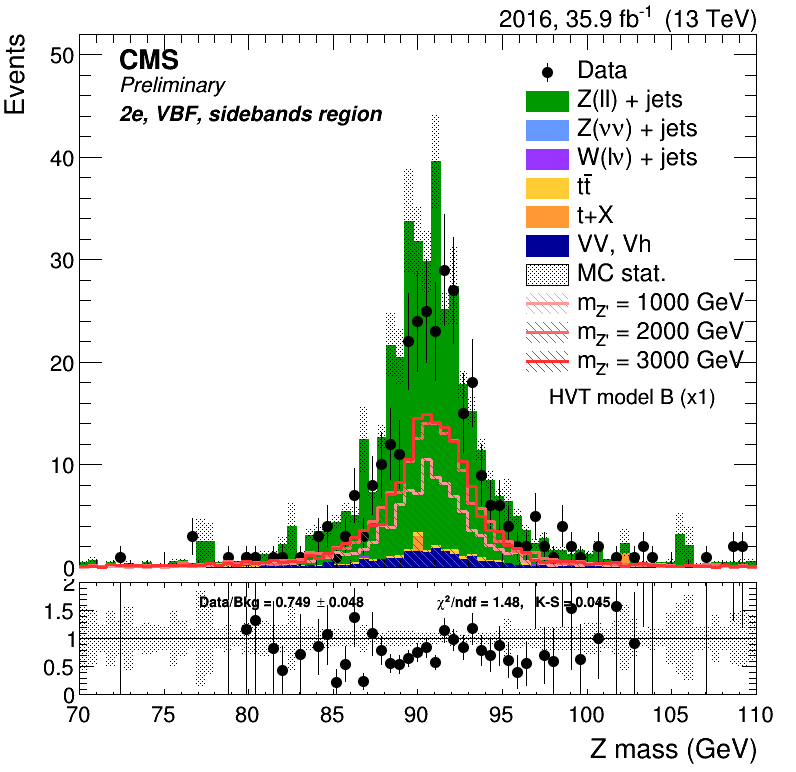 2016, 35.9 fb⁻¹ (13 TeV)
Events
CMS
Preliminary
2e, VBF, sidebands region
Data
Z(ll) + jets
Z(νν) + jets
W(lν) + jets
tt̄
t+X
VV, Vh
MC stat.
m_Z' = 1000 GeV
m_Z' = 2000 GeV
m_Z' = 3000 GeV
HVT model B (x1)
50
40
30
20
10
0
Data/Bkg = 0.749 ± 0.048 χ²/ndf = 1.48, K-S = 0.045
2
1.5
1
0.5
0
70 75 80 85 90 95 100 105 110
Z mass (GeV)